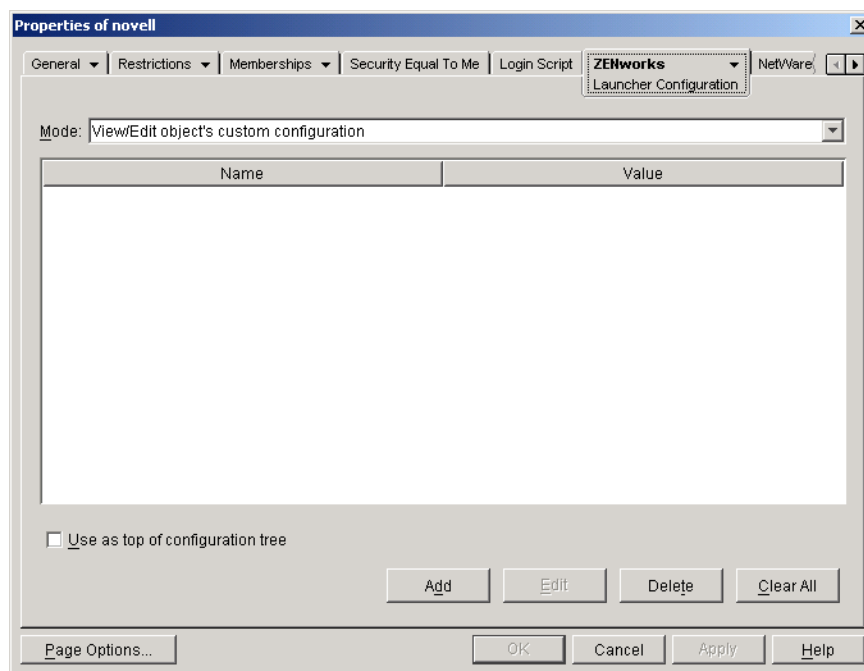 Properties of novell
General Restrictions Memberships Security Equal To Me Login Script ZENworks NetWare
Launcher Configuration
Mode: View/Edit object's custom configuration
Name Value
Use as top of configuration tree
Add Edit Delete Clear All
Page Options... OK Cancel Apply Help